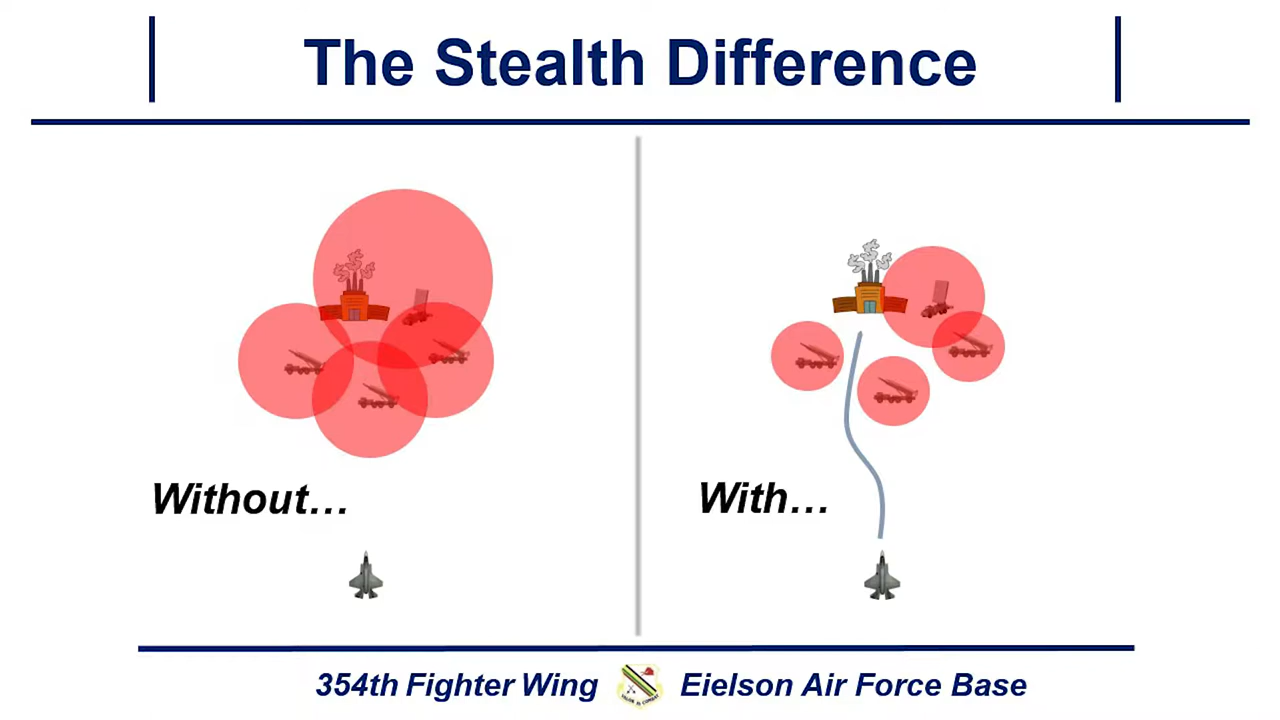 The Stealth Difference
Without…
With…
354th Fighter Wing
Eielson Air Force Base